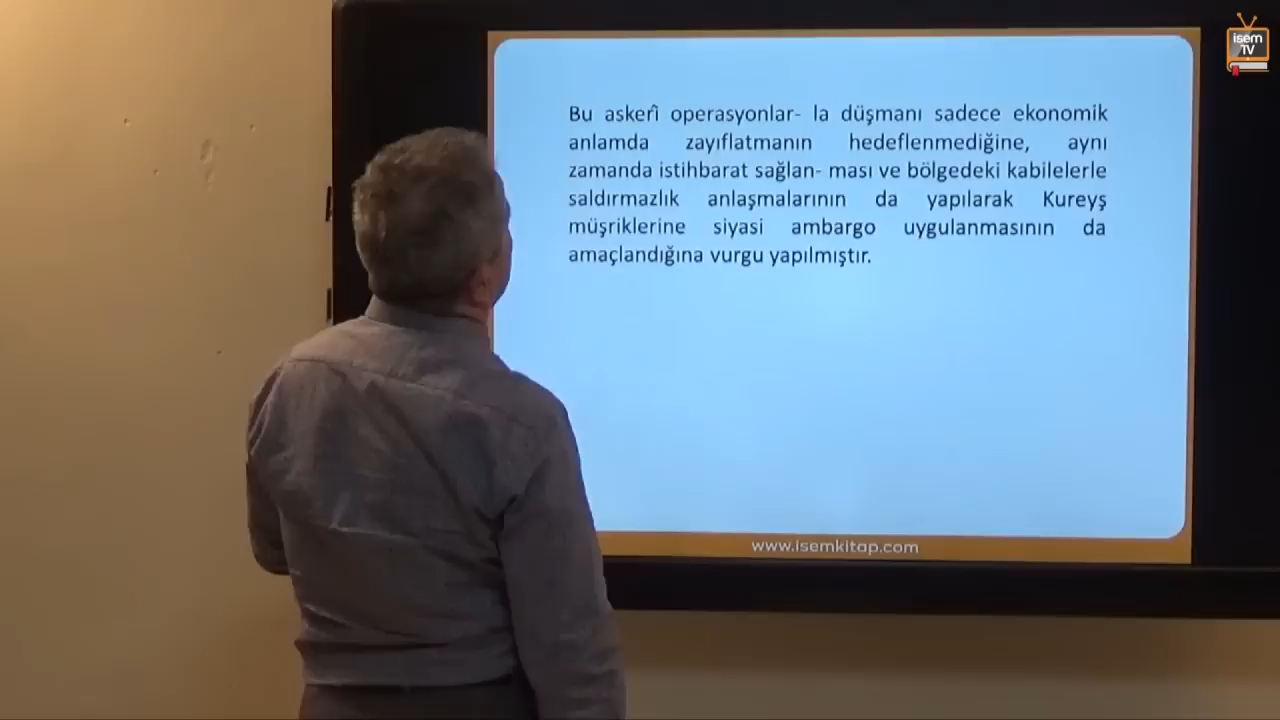 isem
TV
Bu askerî operasyonlar- la düşmanı sadece ekonomik
anlamda zayıflatmanın hedeflenmediğine, aynı
zamanda istihbarat sağlan- ması ve bölgedeki kabilelerle
saldırmazlık anlaşmalarının da yapılarak Kureyş
müşriklerine siyasi ambargo uygulanmasının da
amaçlandığına vurgu yapılmıştır.
www.isemkitap.com